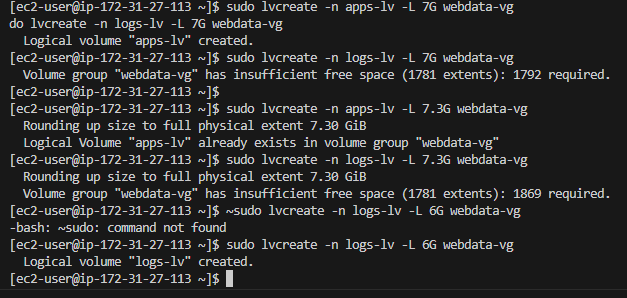 [ec2-user@ip-172-31-27-113 ~]$ sudo lvcreate -n apps-lv -L 7G webdata-vg
do lvcreate -n logs-lv -L 7G webdata-vg
  Logical volume "apps-lv" created.
[ec2-user@ip-172-31-27-113 ~]$ sudo lvcreate -n logs-lv -L 7G webdata-vg
  Volume group "webdata-vg" has insufficient free space (1781 extents): 1792 required.
[ec2-user@ip-172-31-27-113 ~]$
[ec2-user@ip-172-31-27-113 ~]$ sudo lvcreate -n apps-lv -L 7.3G webdata-vg
  Rounding up size to full physical extent 7.30 GiB
  Logical Volume "apps-lv" already exists in volume group "webdata-vg"
[ec2-user@ip-172-31-27-113 ~]$ sudo lvcreate -n logs-lv -L 7.3G webdata-vg
  Rounding up size to full physical extent 7.30 GiB
  Volume group "webdata-vg" has insufficient free space (1781 extents): 1869 required.
[ec2-user@ip-172-31-27-113 ~]$ ~sudo lvcreate -n logs-lv -L 6G webdata-vg
-bash: ~sudo: command not found
[ec2-user@ip-172-31-27-113 ~]$ sudo lvcreate -n logs-lv -L 6G webdata-vg
  Logical volume "logs-lv" created.
[ec2-user@ip-172-31-27-113 ~]$